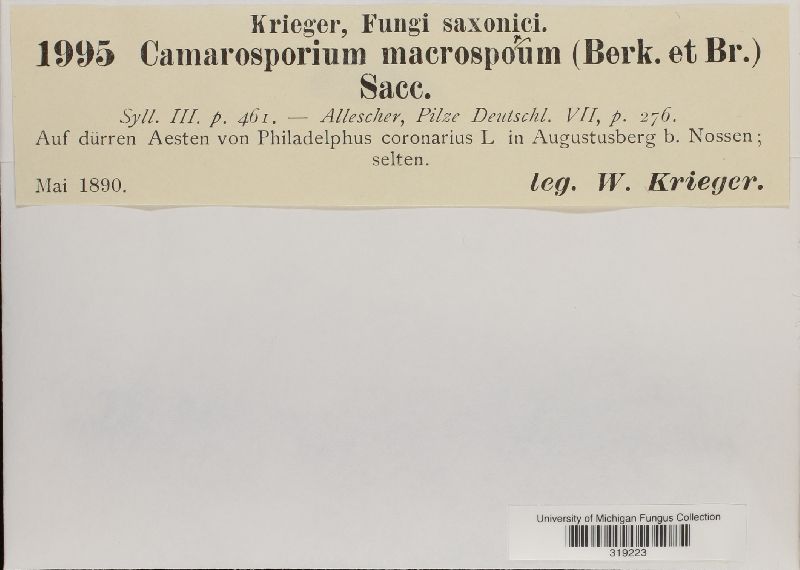 Krieger, Fungi saxonici.
1995 Camarosporium macrosporum (Berk. et Br.)
Sacc.
Syll. III. p. 461. — Allescher, Pilze Deutschl. VII, p. 276.
Auf dürren Aesten von Philadelphus coronarius L in Augustusberg b. Nossen;
selten.
Mai 1890.
leg. W. Krieger.
University of Michigan Fungus Collection
319223